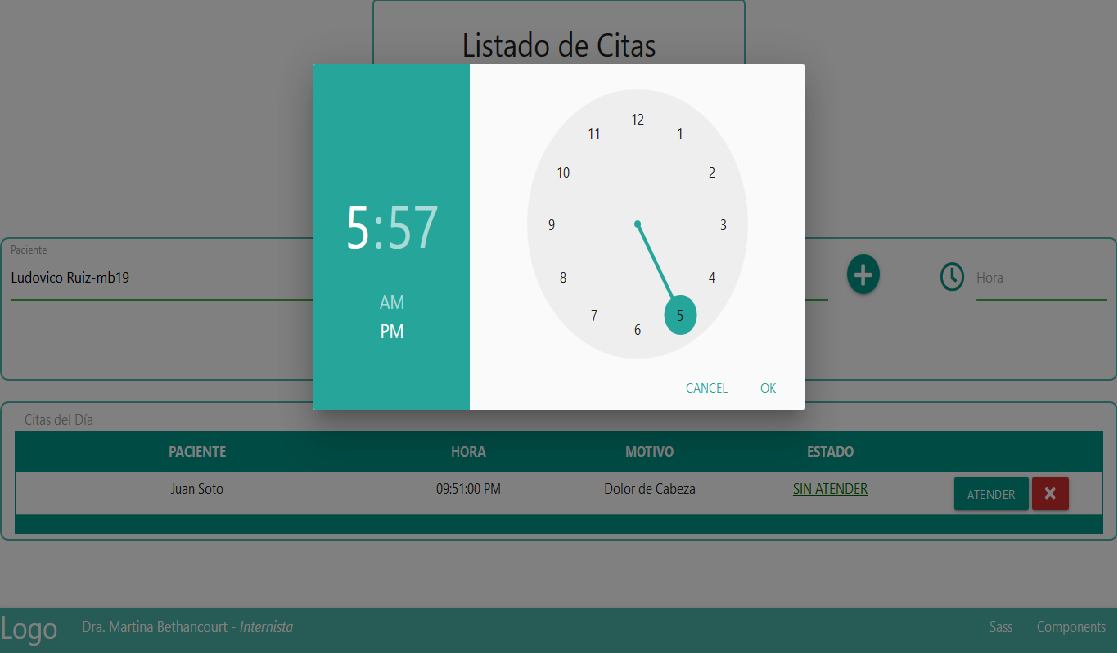 Listado de Citas
5:57
AM
PM
12
11
1
10
2
9
3
8
4
7
5
6
CANCEL
OK
Paciente
Ludovico Ruiz-mb19
Hora
Citas del Día
PACIENTE HORA MOTIVO ESTADO
Juan Soto 09:51:00 PM Dolor de Cabeza SIN ATENDER ATENDER
Logo Dra. Martina Bethancourt - Internista Sass Components